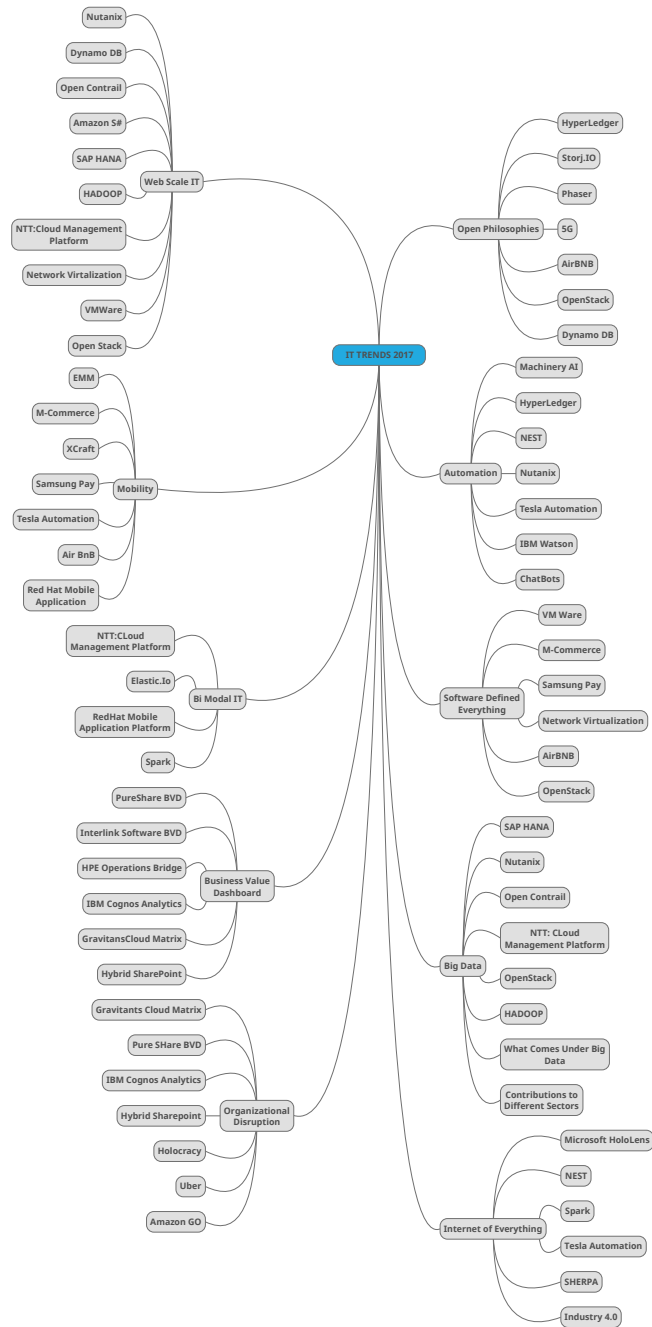 IT TRENDS 2017
Web Scale IT
Nutanix
Dynamo DB
Open Contrail
Amazon S#
SAP HANA
HADOOP
NTT:Cloud Management
Platform
Network Virtalization
VMWare
Open Stack
Mobility
EMM
M-Commerce
XCraft
Samsung Pay
Tesla Automation
Air BnB
Red Hat Mobile
Application
Bi Modal IT
NTT:CLoud
Management Platform
Elastic.Io
RedHat Mobile
Application Platform
Spark
Business Value
Dashboard
PureShare BVD
Interlink Software BVD
HPE Operations Bridge
IBM Cognos Analytics
GravitansCloud Matrix
Hybrid SharePoint
Organizational
Disruption
Gravitants Cloud Matrix
Pure SHare BVD
IBM Cognos Analytics
Hybrid Sharepoint
Holocracy
Uber
Amazon GO
Open Philosophies
HyperLedger
Storj.IO
Phaser
5G
AirBNB
OpenStack
Dynamo DB
Automation
Machinery AI
HyperLedger
NEST
Nutanix
Tesla Automation
IBM Watson
ChatBots
Software Defined
Everything
VM Ware
M-Commerce
Samsung Pay
Network Virtualization
AirBNB
OpenStack
Big Data
SAP HANA
Nutanix
Open Contrail
NTT: CLoud
Management Platform
OpenStack
HADOOP
What Comes Under Big
Data
Contributions to
Different Sectors
Internet of Everything
Microsoft HoloLens
NEST
Spark
Tesla Automation
SHERPA
Industry 4.0